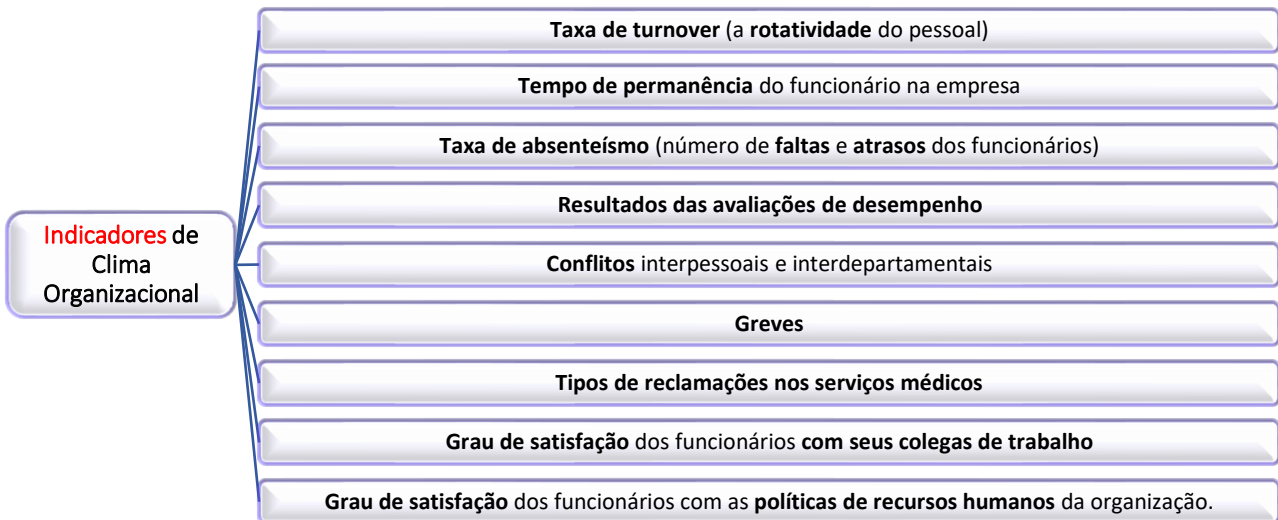 Taxa de turnover (a rotatividade do pessoal)
Tempo de permanência do funcionário na empresa
Taxa de absenteísmo (número de faltas e atrasos dos funcionários)
Resultados das avaliações de desempenho
Indicadores de
Clima
Organizacional
Conflitos interpessoais e interdepartamentais
Greves
Tipos de reclamações nos serviços médicos
Grau de satisfação dos funcionários com seus colegas de trabalho
Grau de satisfação dos funcionários com as políticas de recursos humanos da organização.